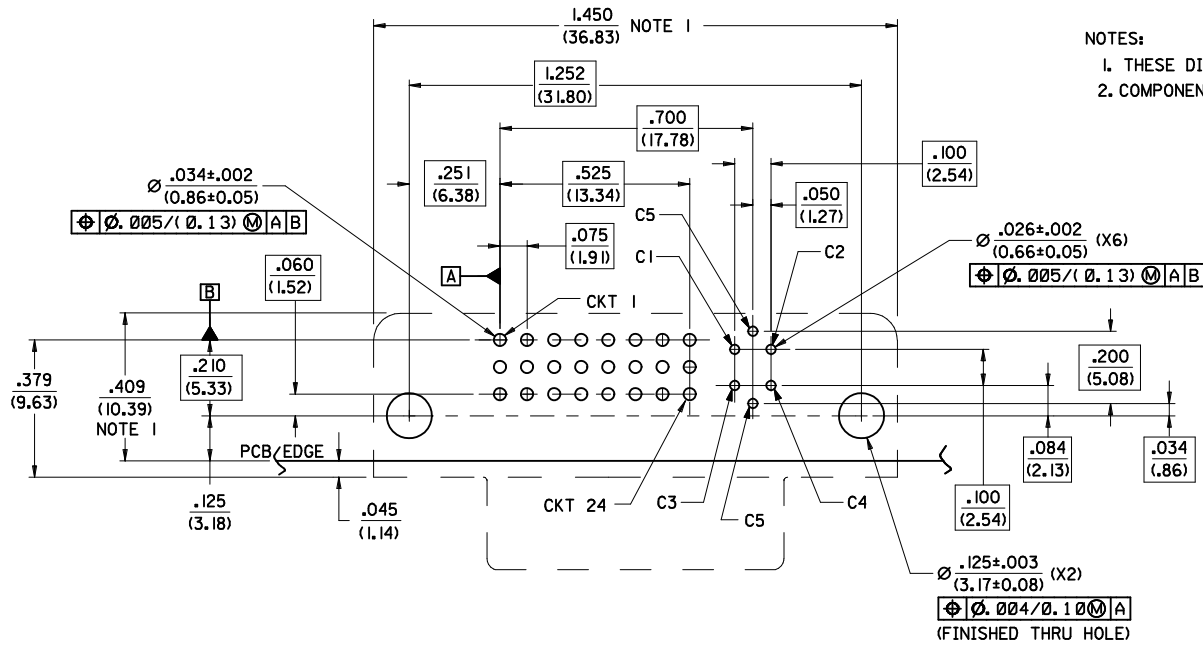 1.450
(36.83)
NOTE 1
NOTES:
1. THESE DI
2. COMPONEN
1.252
(31.80)
.700
(17.78)
.100
(2.54)
.251
(6.38)
.525
(13.34)
.050
(1.27)
Ø .034±.002
(0.86±0.05)
⌖ Ø.005/(0.13) Ⓜ A B
C5
.075
(1.91)
C1
C2
Ø .026±.002 (X6)
(0.66±0.05)
⌖ Ø.005/(0.13) Ⓜ A B
.060
(1.52)
A
B
CKT 1
.379
(9.63)
.409
(10.39)
NOTE 1
.210
(5.33)
.200
(5.08)
.084
(2.13)
.034
(.86)
PCB EDGE
.125
(3.18)
.045
(1.14)
CKT 24
C3
C5
C4
.100
(2.54)
Ø .125±.003 (X2)
(3.17±0.08)
⌖ Ø.004/0.10 Ⓜ A
(FINISHED THRU HOLE)